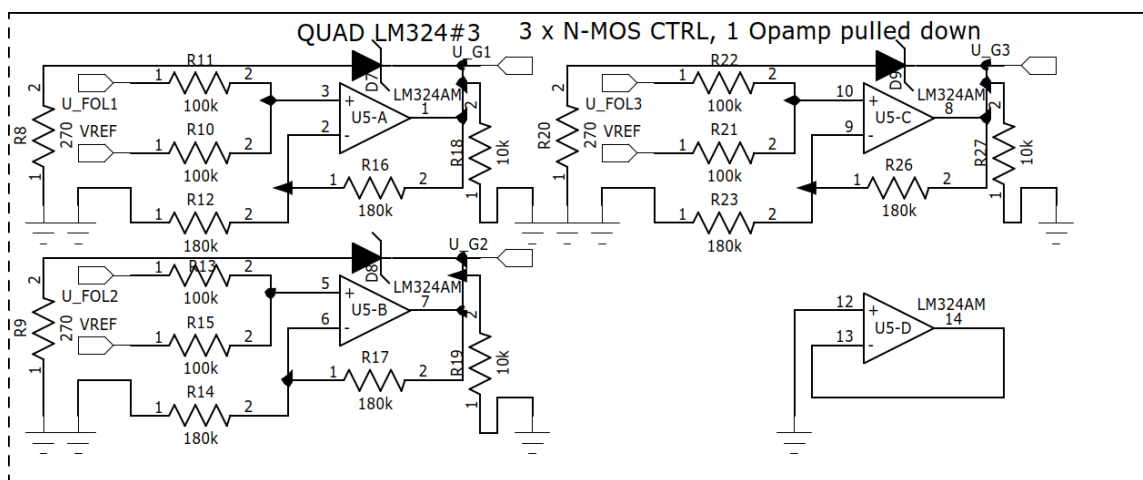 QUAD LM324#3 3 x N-MOS CTRL, 1 Opamp pulled down
R11 D7 U_G1
1 2
U_FOL1 100k 3 + LM324AM
VREF R10 U5-A 1
1 2 2 -
100k R18 2 10k 1
R8 2 270 1
R16
1 2
180k
R12
1 2
180k
R22 D9 U_G3
1 2
U_FOL3 100k 10 + LM324AM
VREF R21 U5-C 8
1 2 9 -
100k R27 2 10k 1
R20 2 270 1
R26
1 2
180k
R23
1 2
180k
R13 D8 U_G2
1 2
U_FOL2 100k 5 + LM324AM
VREF R15 U5-B 7
1 2 6 -
100k R19 2 10k 1
R9 2 270 1
R17
1 2
180k
R14
1 2
180k
12 + LM324AM
U5-D 14
13 -